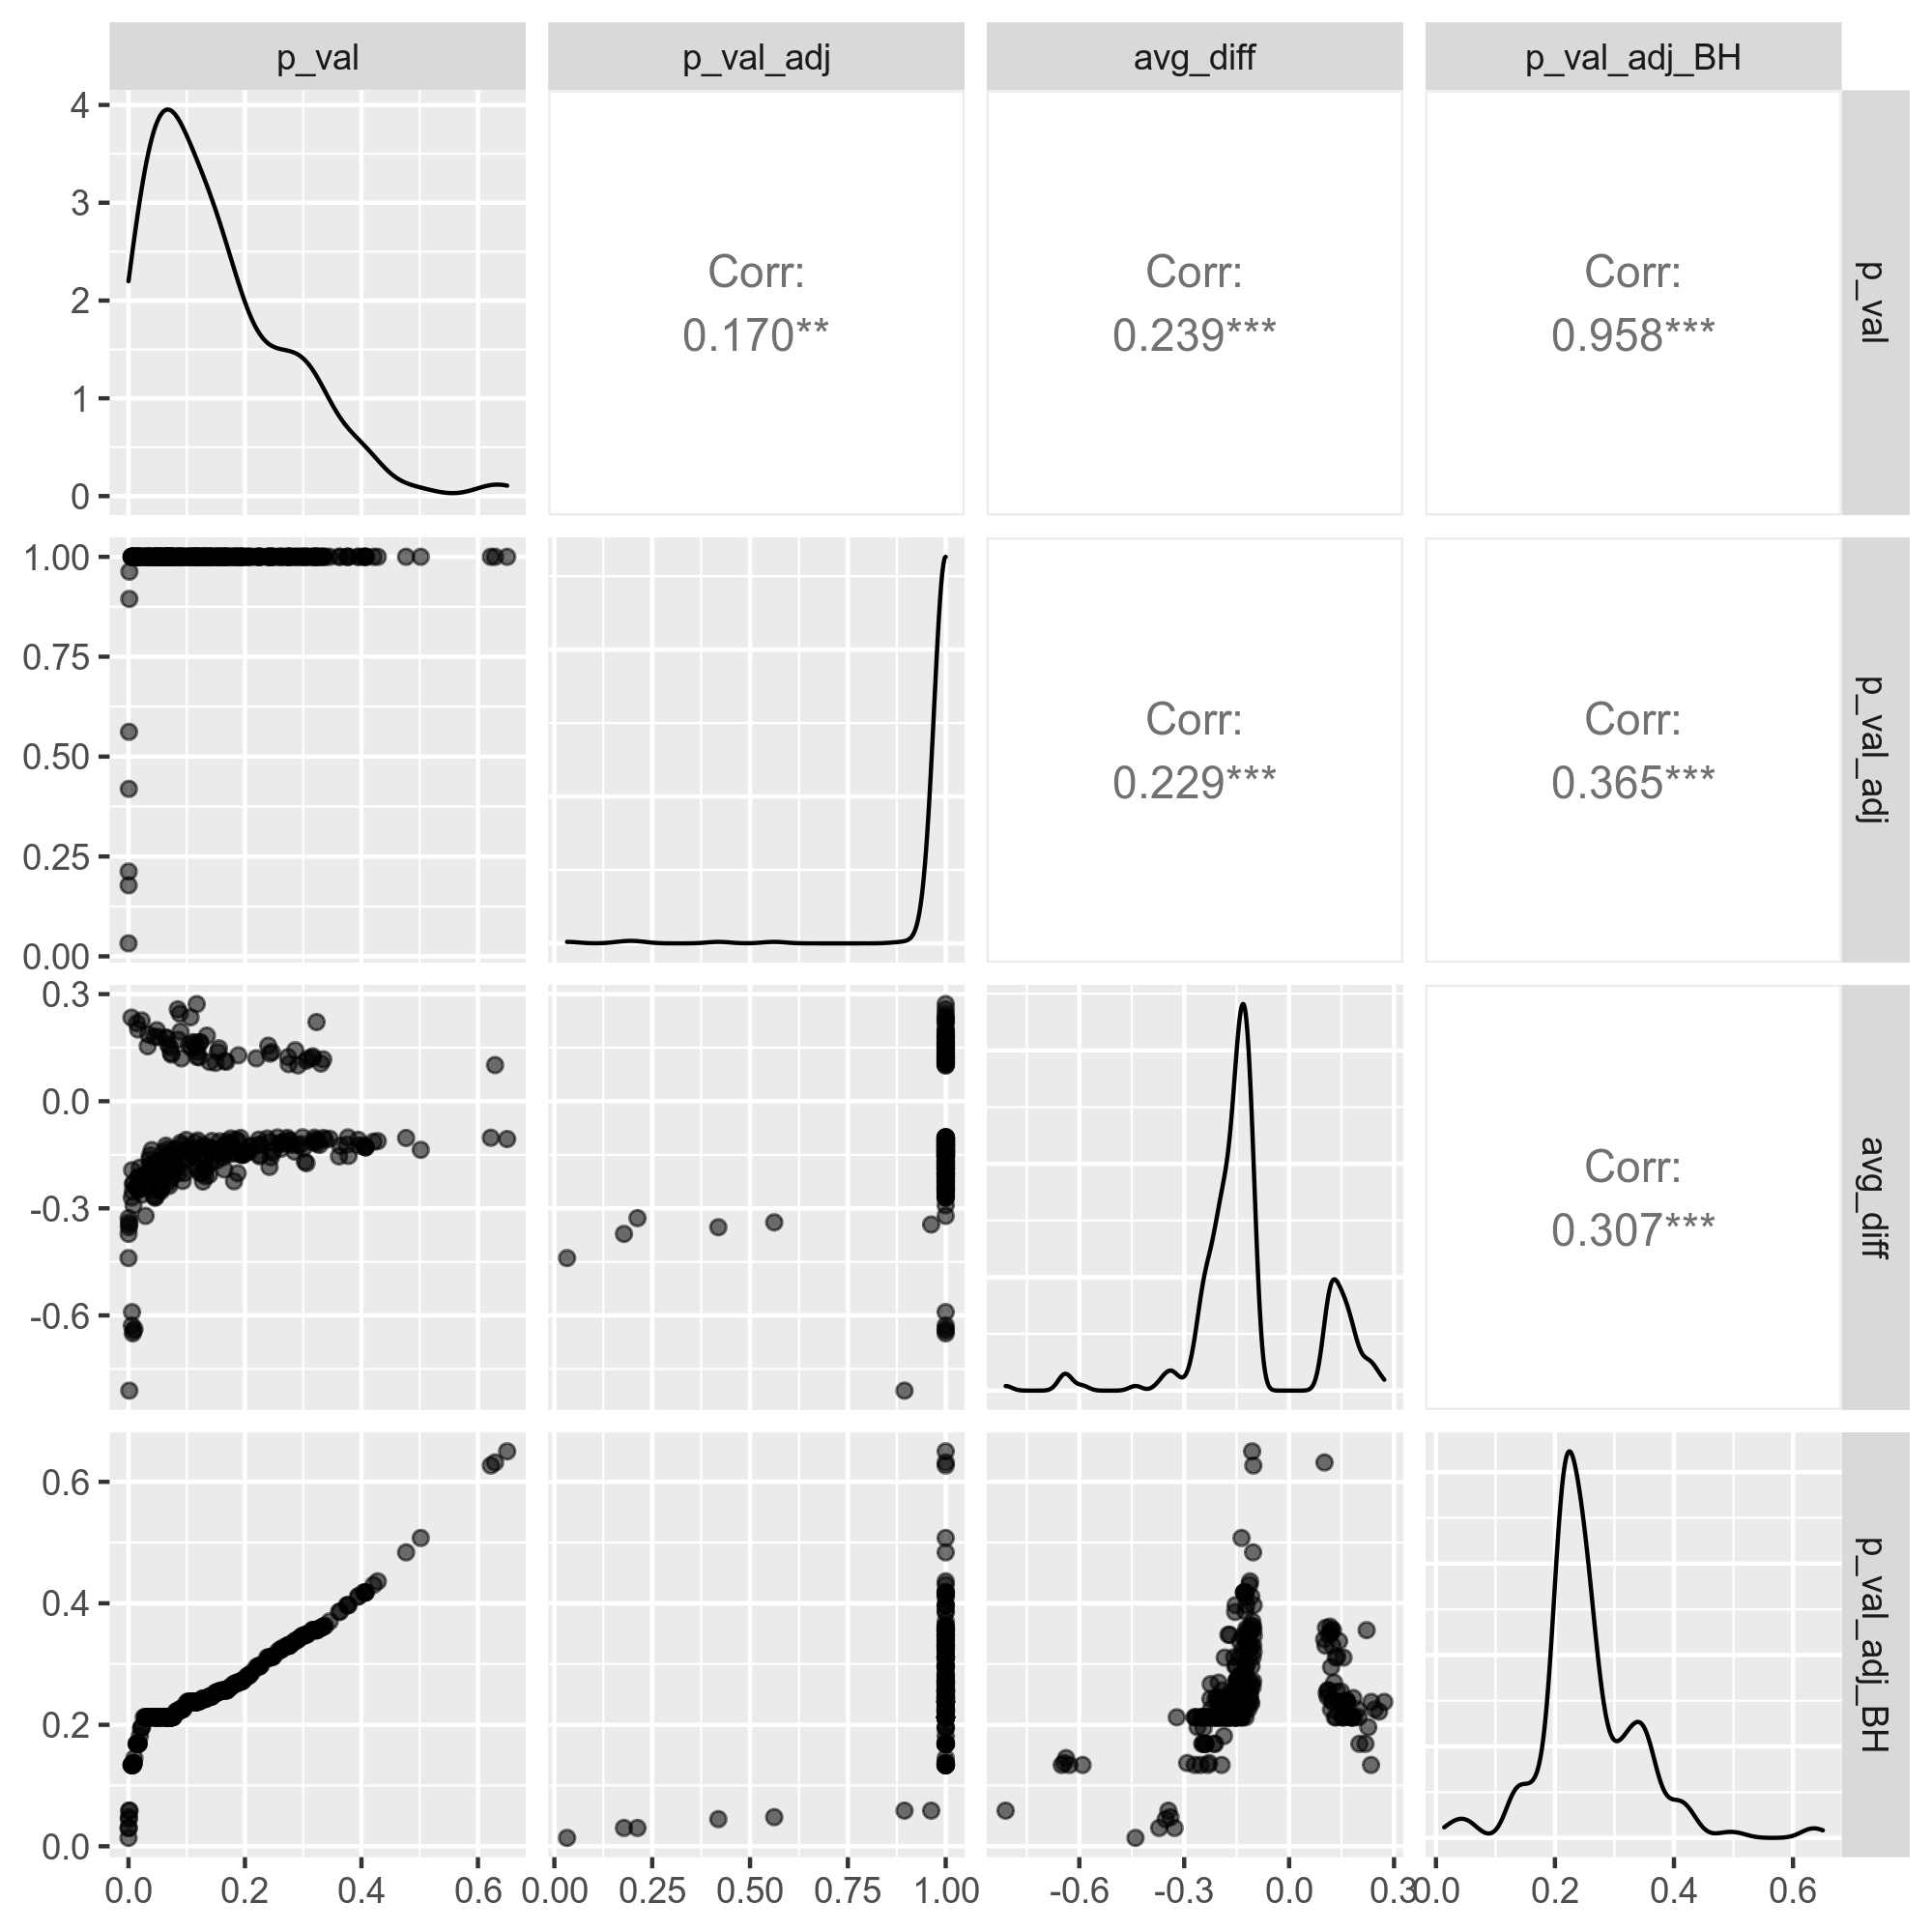 p_val
p_val_adj
avg_diff
p_val_adj_BH
4
3
2
1
0
Corr:
0.170**
Corr:
0.239***
Corr:
0.958***
p_val
1.00
0.75
0.50
0.25
0.00
Corr:
0.229***
Corr:
0.365***
p_val_adj
0.3
0.0
-0.3
-0.6
Corr:
0.307***
avg_diff
0.6
0.4
0.2
0.0
p_val_adj_BH
0.0 0.2 0.4 0.6
0.00 0.25 0.50 0.75 1.00
-0.6 -0.3 0.0 0.3
0.0 0.2 0.4 0.6